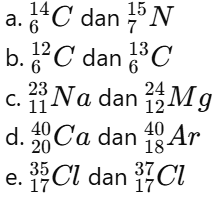 a. ¹⁴₆C dan ¹⁵₇N
b. ¹²₆C dan ¹³₆C
c. ²³₁₁Na dan ²⁴₁₂Mg
d. ⁴⁰₂₀Ca dan ⁴⁰₁₈Ar
e. ³⁵₁₇Cl dan ³⁷₁₇Cl